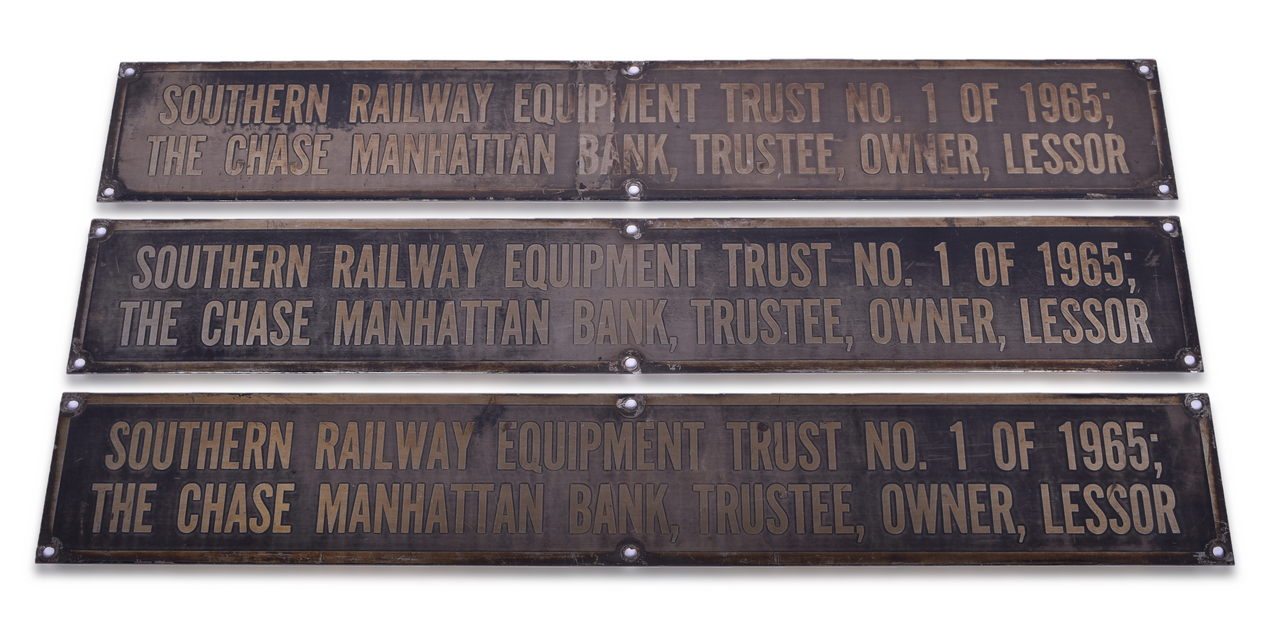 SOUTHERN RAILWAY EQUIPMENT TRUST NO. 1 OF 1965;
THE CHASE MANHATTAN BANK, TRUSTEE, OWNER, LESSOR
SOUTHERN RAILWAY EQUIPMENT TRUST NO. 1 OF 1965;
THE CHASE MANHATTAN BANK, TRUSTEE, OWNER, LESSOR
SOUTHERN RAILWAY EQUIPMENT TRUST NO. 1 OF 1965;
THE CHASE MANHATTAN BANK, TRUSTEE, OWNER, LESSOR